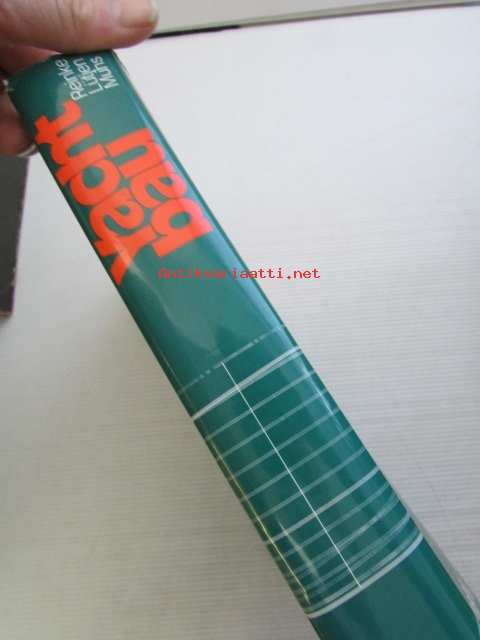 Reinke
Lütjen
Muhs
Yacht
bau
Antikvariaatti.net